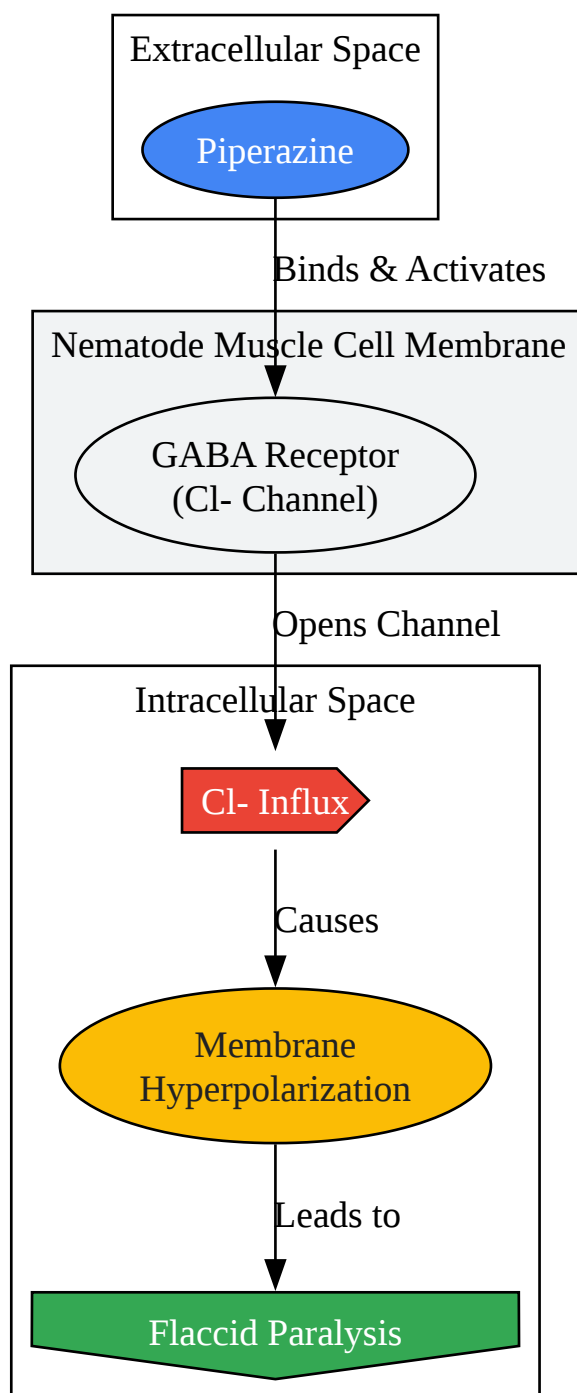 Extracellular Space
Piperazine
Binds & Activates
Nematode Muscle Cell Membrane
GABA Receptor
(Cl- Channel)
Opens Channel
Intracellular Space
Cl- Influx
Causes
Membrane
Hyperpolarization
Leads to
Flaccid Paralysis